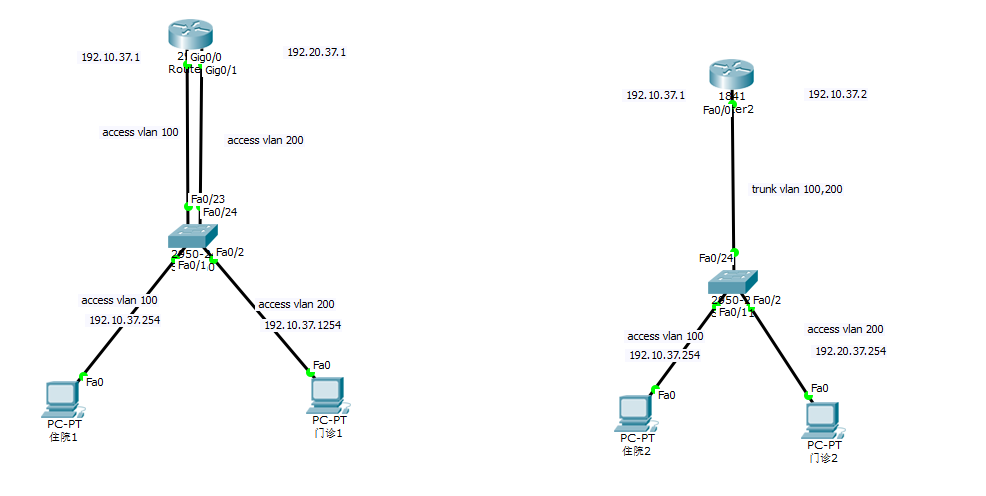 192.10.37.1
Gig0/0
192.20.37.1
Route
Gig0/1
access vlan 100
access vlan 200
Fa0/23
Fa0/24
Fa0/2
Fa0/1
access vlan 100
access vlan 200
192.10.37.254
192.10.37.1254
Fa0
Fa0
PC-PT
住院1
PC-PT
门诊1
192.10.37.1
1841
192.10.37.2
Fa0/0
ter2
trunk vlan 100,200
Fa0/24
Fa0/2
Fa0/1
access vlan 100
access vlan 200
192.10.37.254
192.20.37.254
Fa0
Fa0
PC-PT
住院2
PC-PT
门诊2